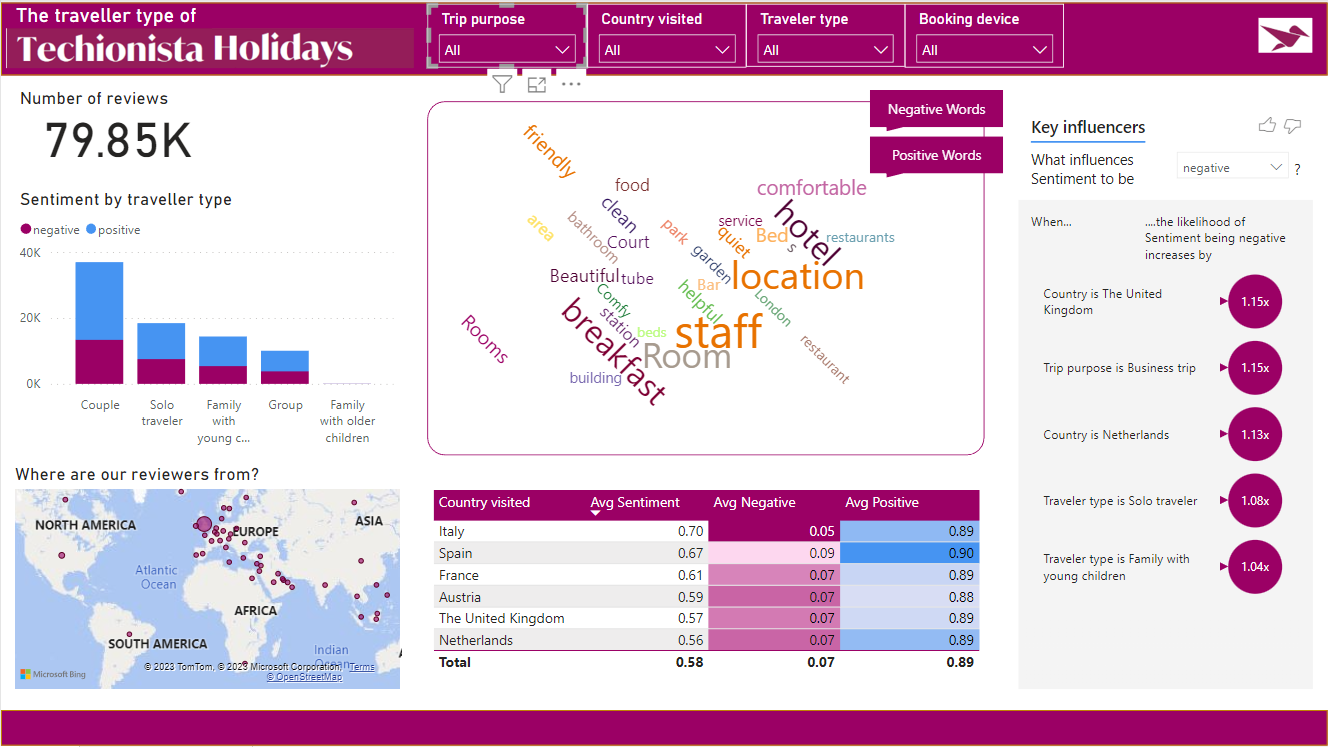 The traveller type of
Techionista Holidays
Trip purpose
All
Country visited
All
Traveler type
All
Booking device
All
Number of reviews
79.85K
Sentiment by traveller type
negative positive
40K
20K
0K
Couple
Solo
traveler
Family
with
young c...
Group
Family
with older
children
Where are our reviewers from?
NORTH AMERICA
EUROPE
ASIA
Atlantic
Ocean
AFRICA
SOUTH AMERICA
Indian
Ocean
Microsoft Bing
© 2023 TomTom, © 2023 Microsoft Corporation, Terms
© OpenStreetMap
Negative Words
Positive Words
friendly
food
comfortable
clean
area
bathroom
Court
park
service
hotel
quiet
Bed
s
restaurants
garden
Beautiful
tube
location
Bar
Comfy
helpful
London
station
breakfast
beds
staff
Rooms
Room
restaurant
building
Country visited Avg Sentiment Avg Negative Avg Positive
Italy 0.70 0.05 0.89
Spain 0.67 0.09 0.90
France 0.61 0.07 0.89
Austria 0.59 0.07 0.88
The United Kingdom 0.57 0.07 0.89
Netherlands 0.56 0.07 0.89
Total 0.58 0.07 0.89
Key influencers
What influences
Sentiment to be
negative
?
When...
....the likelihood of
Sentiment being negative
increases by
Country is The United
Kingdom
1.15x
Trip purpose is Business trip
1.15x
Country is Netherlands
1.13x
Traveler type is Solo traveler
1.08x
Traveler type is Family with
young children
1.04x